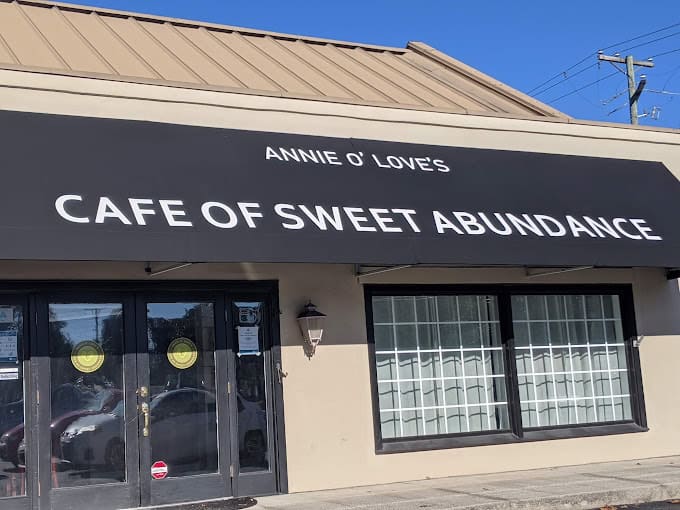 ANNIE O' LOVE'S
CAFE OF SWEET ABUNDANCE